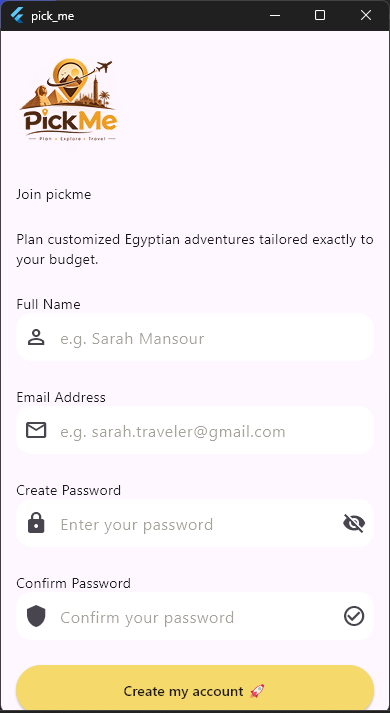 pick_me
PickMe
Plan • Explore • Travel
Join pickme
Plan customized Egyptian adventures tailored exactly to
your budget.
Full Name
e.g. Sarah Mansour
Email Address
e.g. sarah.traveler@gmail.com
Create Password
Enter your password
Confirm Password
Confirm your password
Create my account 🚀